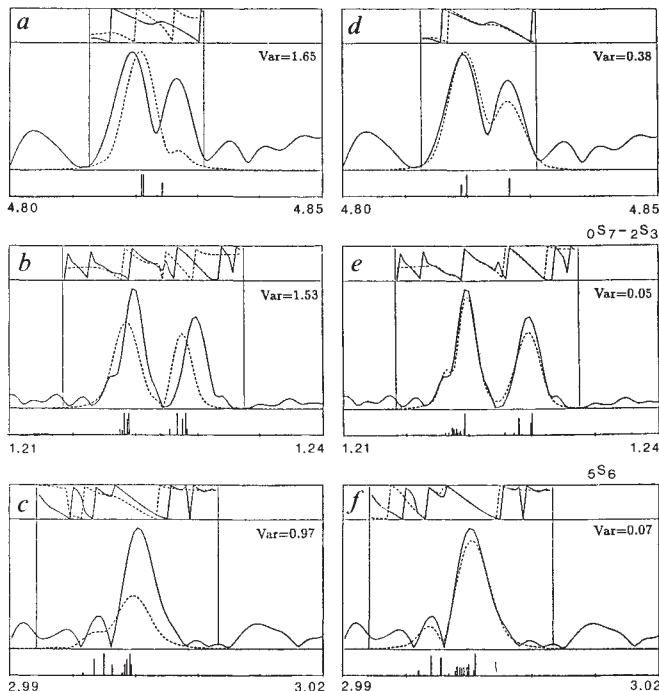 a
Var=1.65
d
Var=0.38
4.80
4.85
4.80
4.85
₀S₇-₂S₃
b
Var=1.53
e
Var=0.05
1.21
1.24
1.21
1.24
₅S₆
c
Var=0.97
f
Var=0.07
2.99
3.02
2.99
3.02